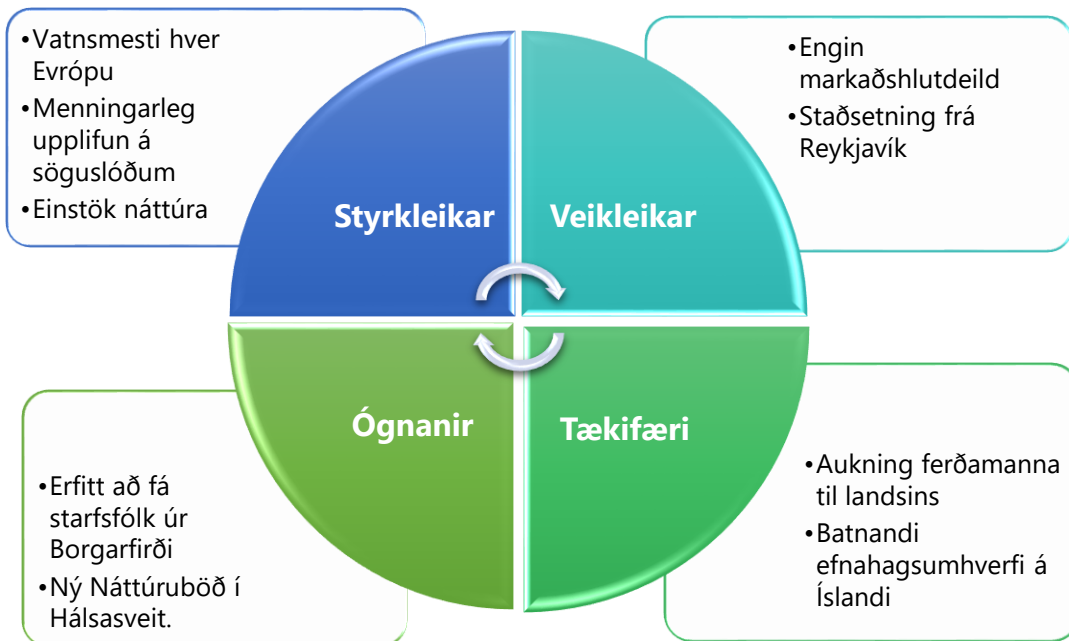 •Vatnsmesti hver
Evrópu
•Menningarleg
upplifun á
söguslóðum
•Einstök náttúra
•Engin
markaðshlutdeild
•Staðsetning frá
Reykjavík
Styrkleikar
Veikleikar
Ógnanir
Tækifæri
•Erfitt að fá
starfsfólk úr
Borgarfirði
•Ný Náttúruböð í
Hálsasveit.
•Aukning ferðamanna
til landsins
•Batnandi
efnahagsumhverfi á
Íslandi